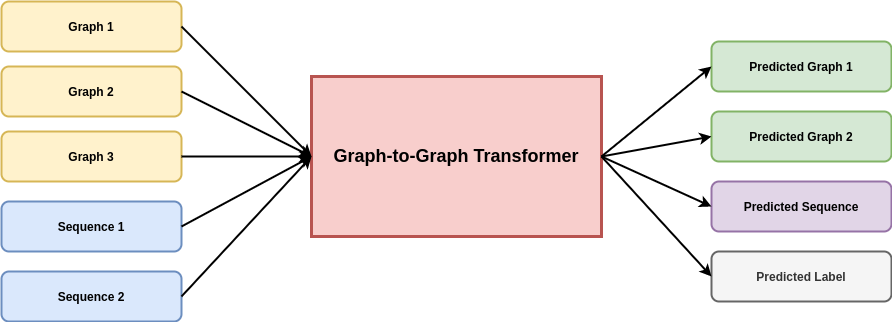 Graph 1
Graph 2
Graph 3
Sequence 1
Sequence 2
Graph-to-Graph Transformer
Predicted Graph 1
Predicted Graph 2
Predicted Sequence
Predicted Label